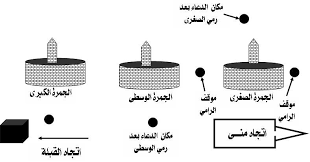 مكان الدعاء بعد
رمي الصغرى
الجمرة الصغرى
الجمرة الوسطى
الجمرة الكبرى
موقف
الرامي
موقف
الرامي
اتجاه منى
مكان الدعاء بعد
رمي الوسطى
اتجاه القبلة